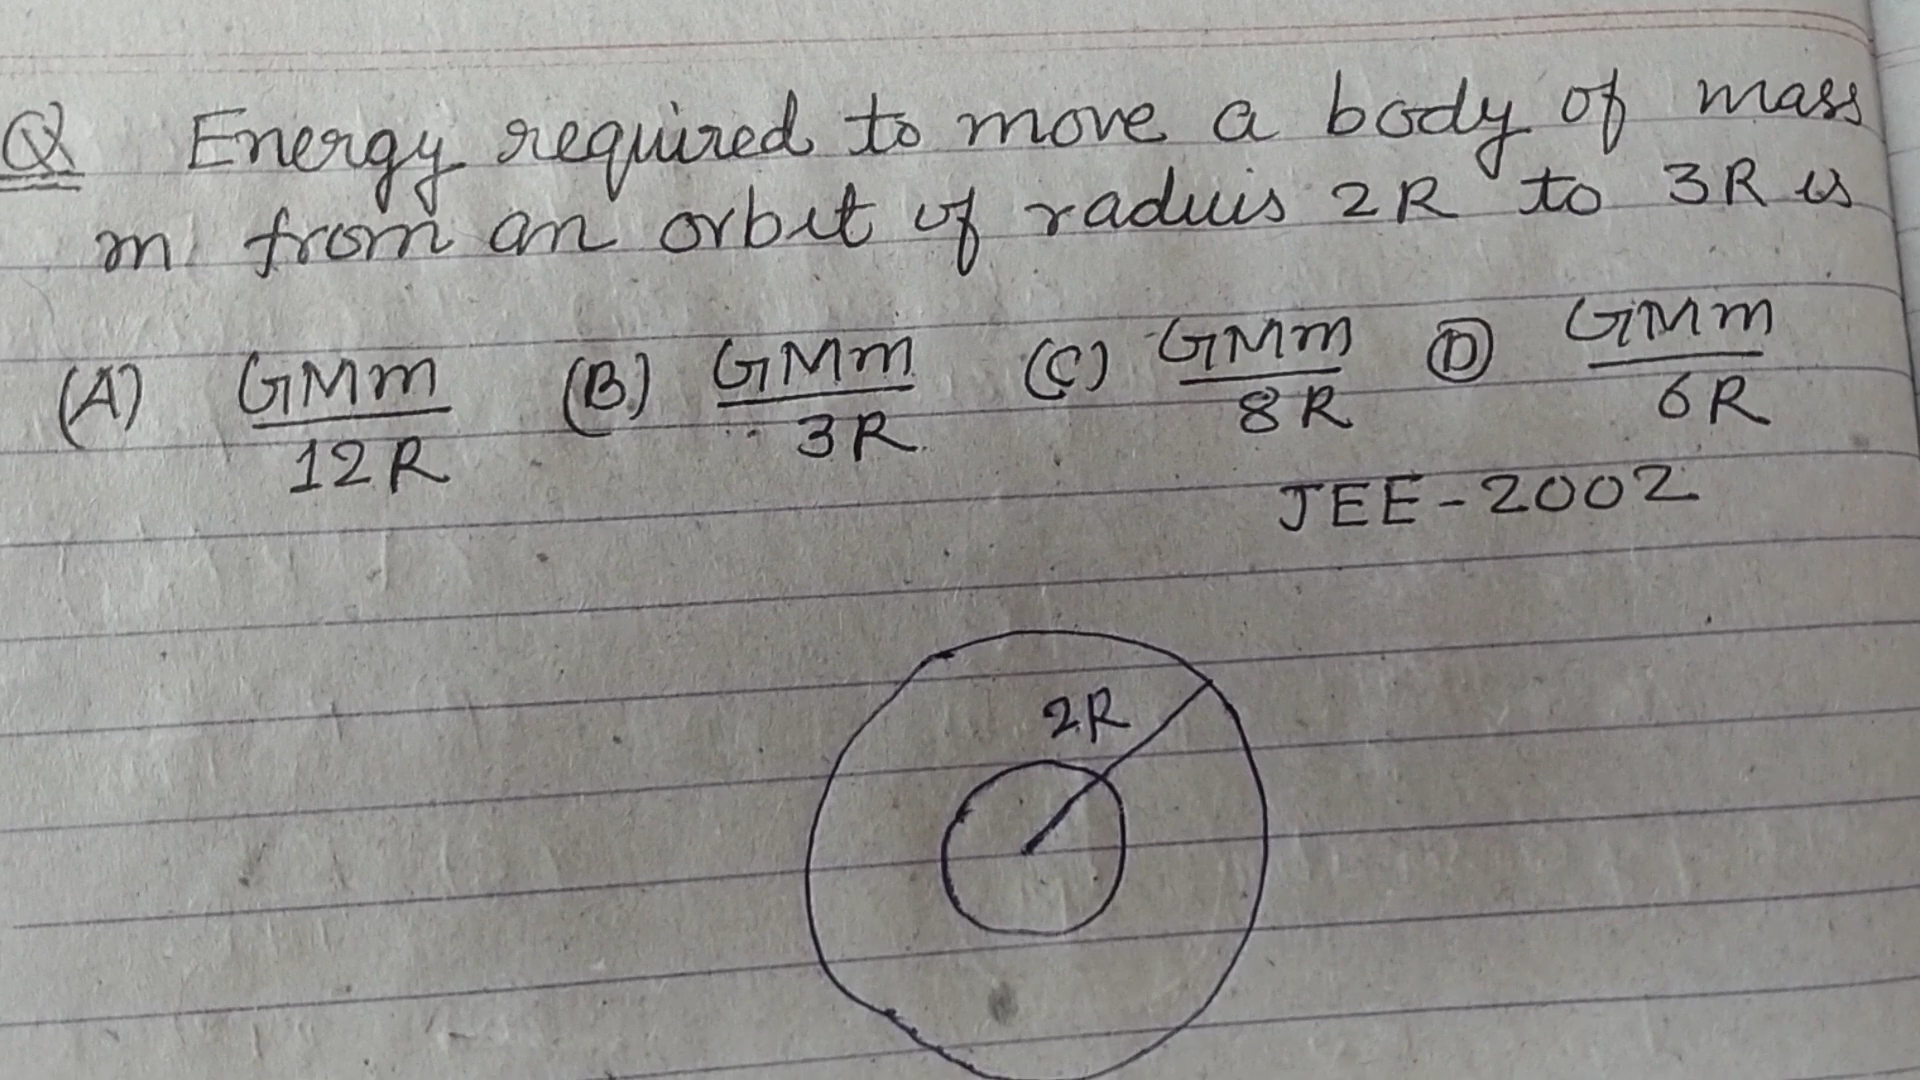 Q Energy required to move a body of mass
m from an orbit of raduis 2R to 3R is
(A) GMm/12R (B) GMm/3R (C) GMm/8R (D) GMm/6R
JEE-2002
2R